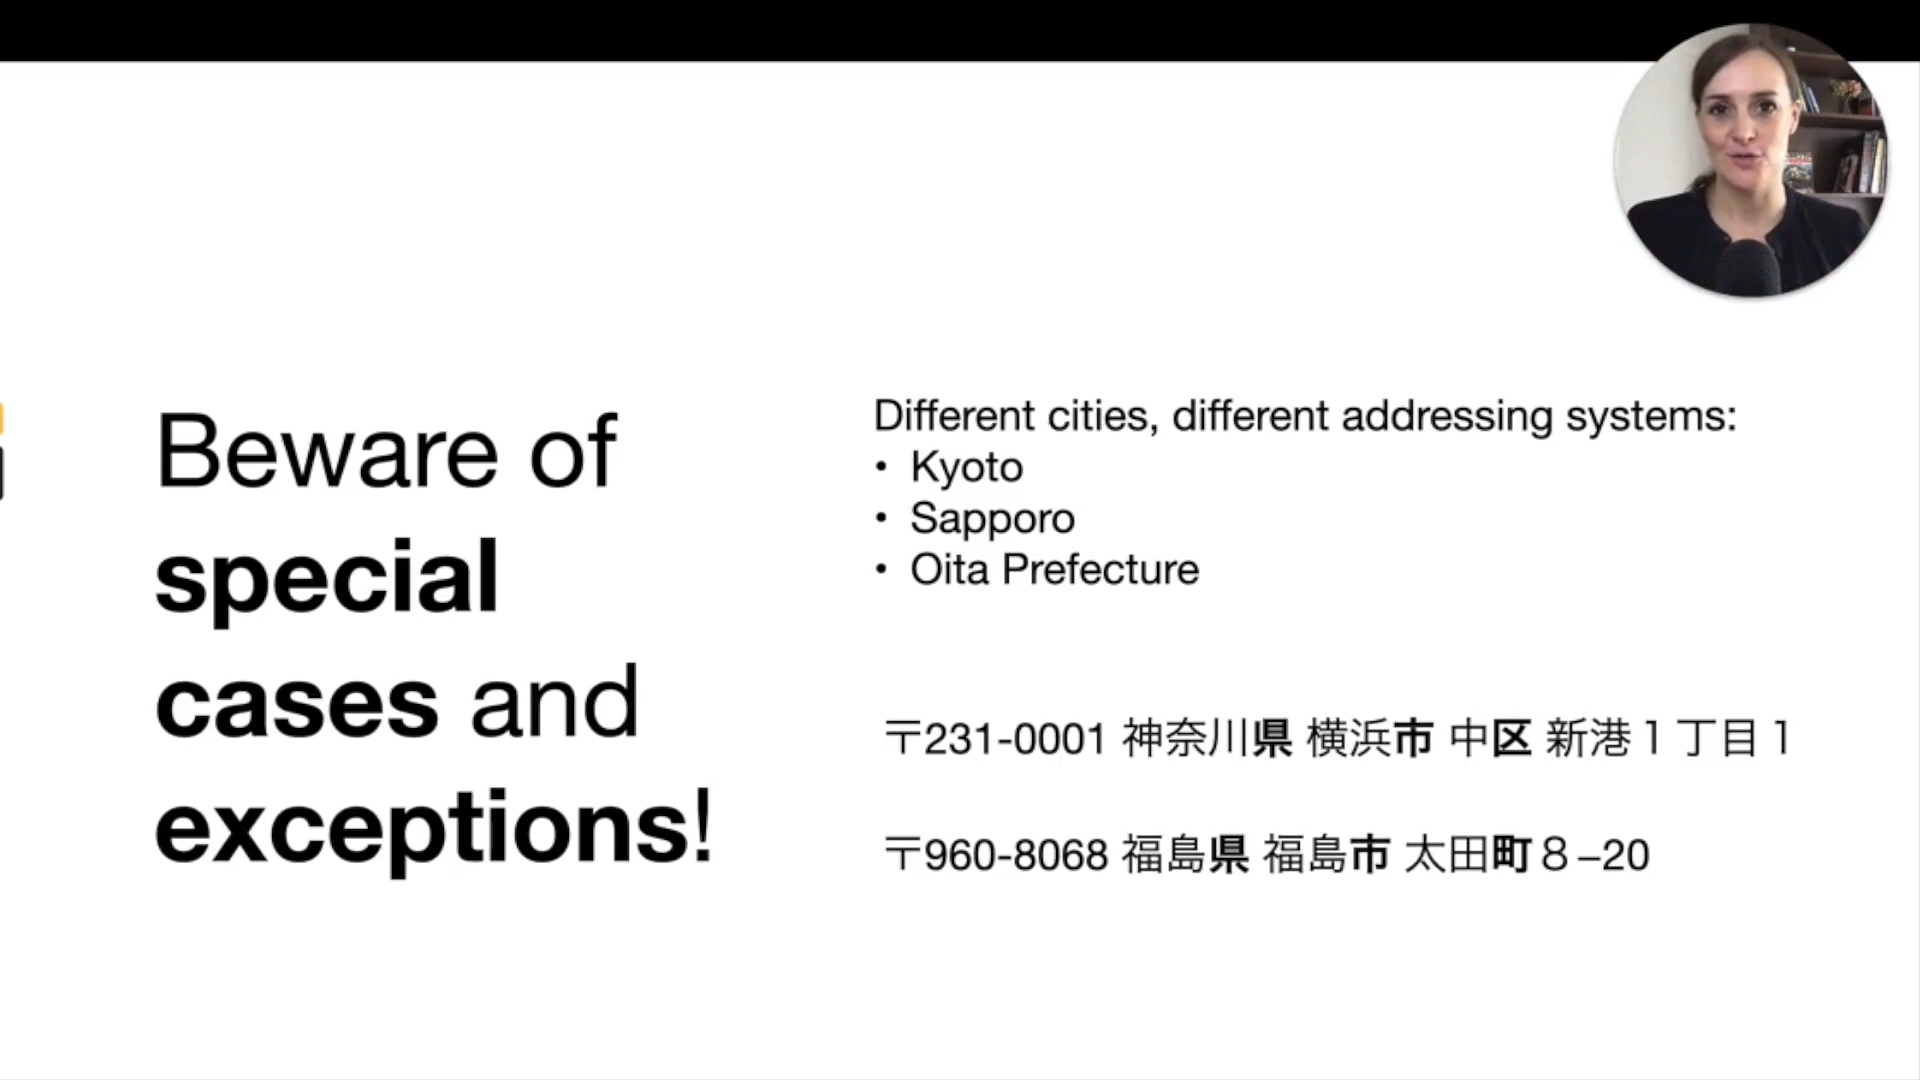 Beware of
special
cases and
exceptions!
Different cities, different addressing systems:
• Kyoto
• Sapporo
• Oita Prefecture
〒231-0001 神奈川県 横浜市 中区 新港１丁目１
〒960-8068 福島県 福島市 太田町８–20